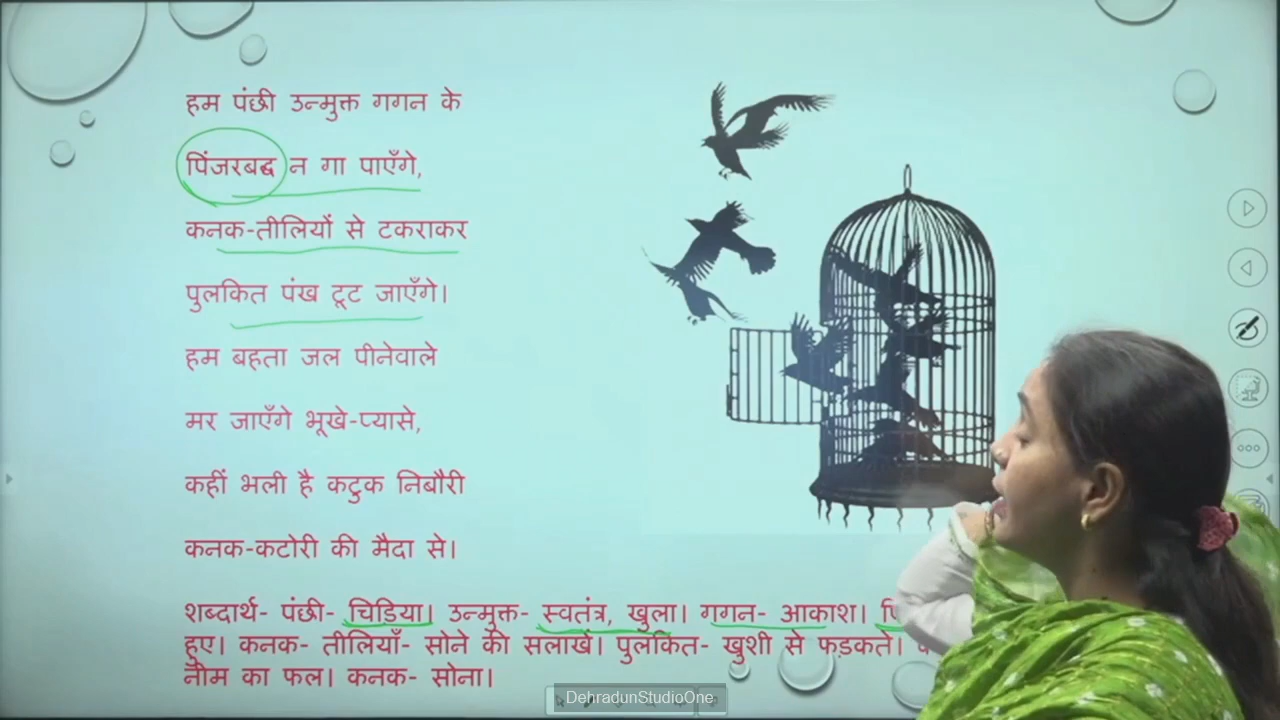 हम पंछी उन्मुक्त गगन के
पिंजरबद्ध न गा पाएँगे,
कनक-तीलियों से टकराकर
पुलकित पंख टूट जाएँगे।
हम बहता जल पीनेवाले
मर जाएँगे भूखे-प्यासे,
कहीं भली है कटुक निबौरी
कनक-कटोरी की मैदा से।
शब्दार्थ- पंछी- चिडिया। उन्मुक्त- स्वतंत्र, खुला। गगन- आकाश।
हुए। कनक- तीलियाँ- सोने की सलाखें। पुलकित- खुशी से फड़कते।
नीम का फल। कनक- सोना।
DehradunStudioOne